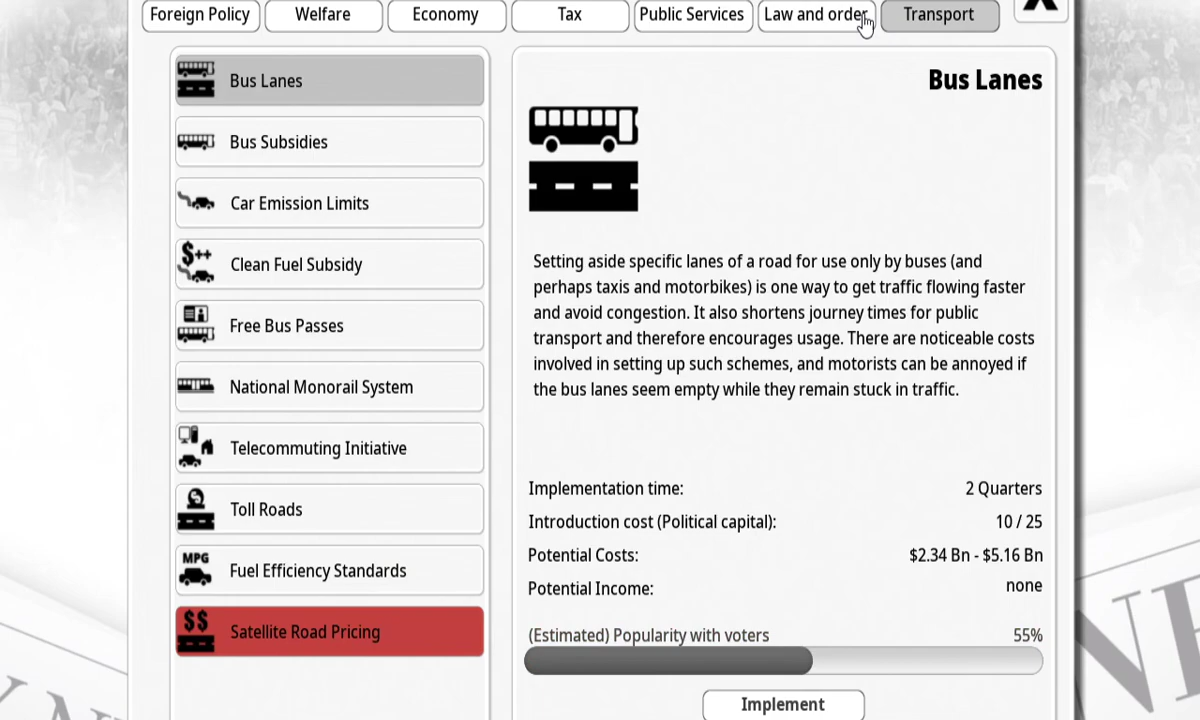 Foreign Policy
Welfare
Economy
Tax
Public Services
Law and order
Transport
X
Bus Lanes
Bus Subsidies
Car Emission Limits
$++
Clean Fuel Subsidy
Free Bus Passes
National Monorail System
Telecommuting Initiative
Toll Roads
MPG
Fuel Efficiency Standards
$$
Satellite Road Pricing
Bus Lanes
Setting aside specific lanes of a road for use only by buses (and
perhaps taxis and motorbikes) is one way to get traffic flowing faster
and avoid congestion. It also shortens journey times for public
transport and therefore encourages usage. There are noticeable costs
involved in setting up such schemes, and motorists can be annoyed if
the bus lanes seem empty while they remain stuck in traffic.
Implementation time: 2 Quarters
Introduction cost (Political capital): 10 / 25
Potential Costs: $2.34 Bn - $5.16 Bn
Potential Income: none
(Estimated) Popularity with voters 55%
Implement